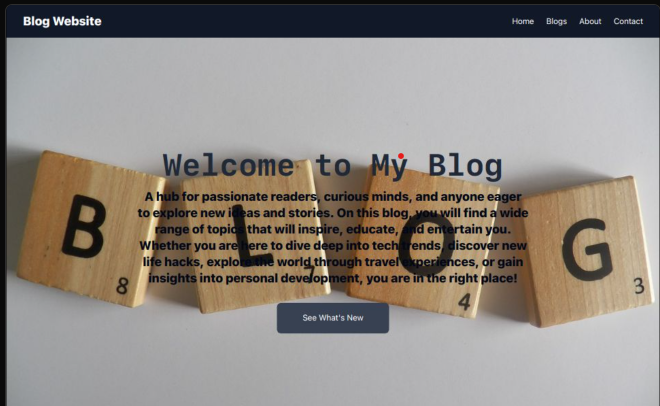 Blog Website
Home Blogs About Contact
Welcome to My Blog
A hub for passionate readers, curious minds, and anyone eager
to explore new ideas and stories. On this blog, you will find a wide
range of topics that will inspire, educate, and entertain you.
Whether you are here to dive deep into tech trends, discover new
life hacks, explore the world through travel experiences, or gain
insights into personal development, you are in the right place!
B L O G
8 1 4 3
See What's New